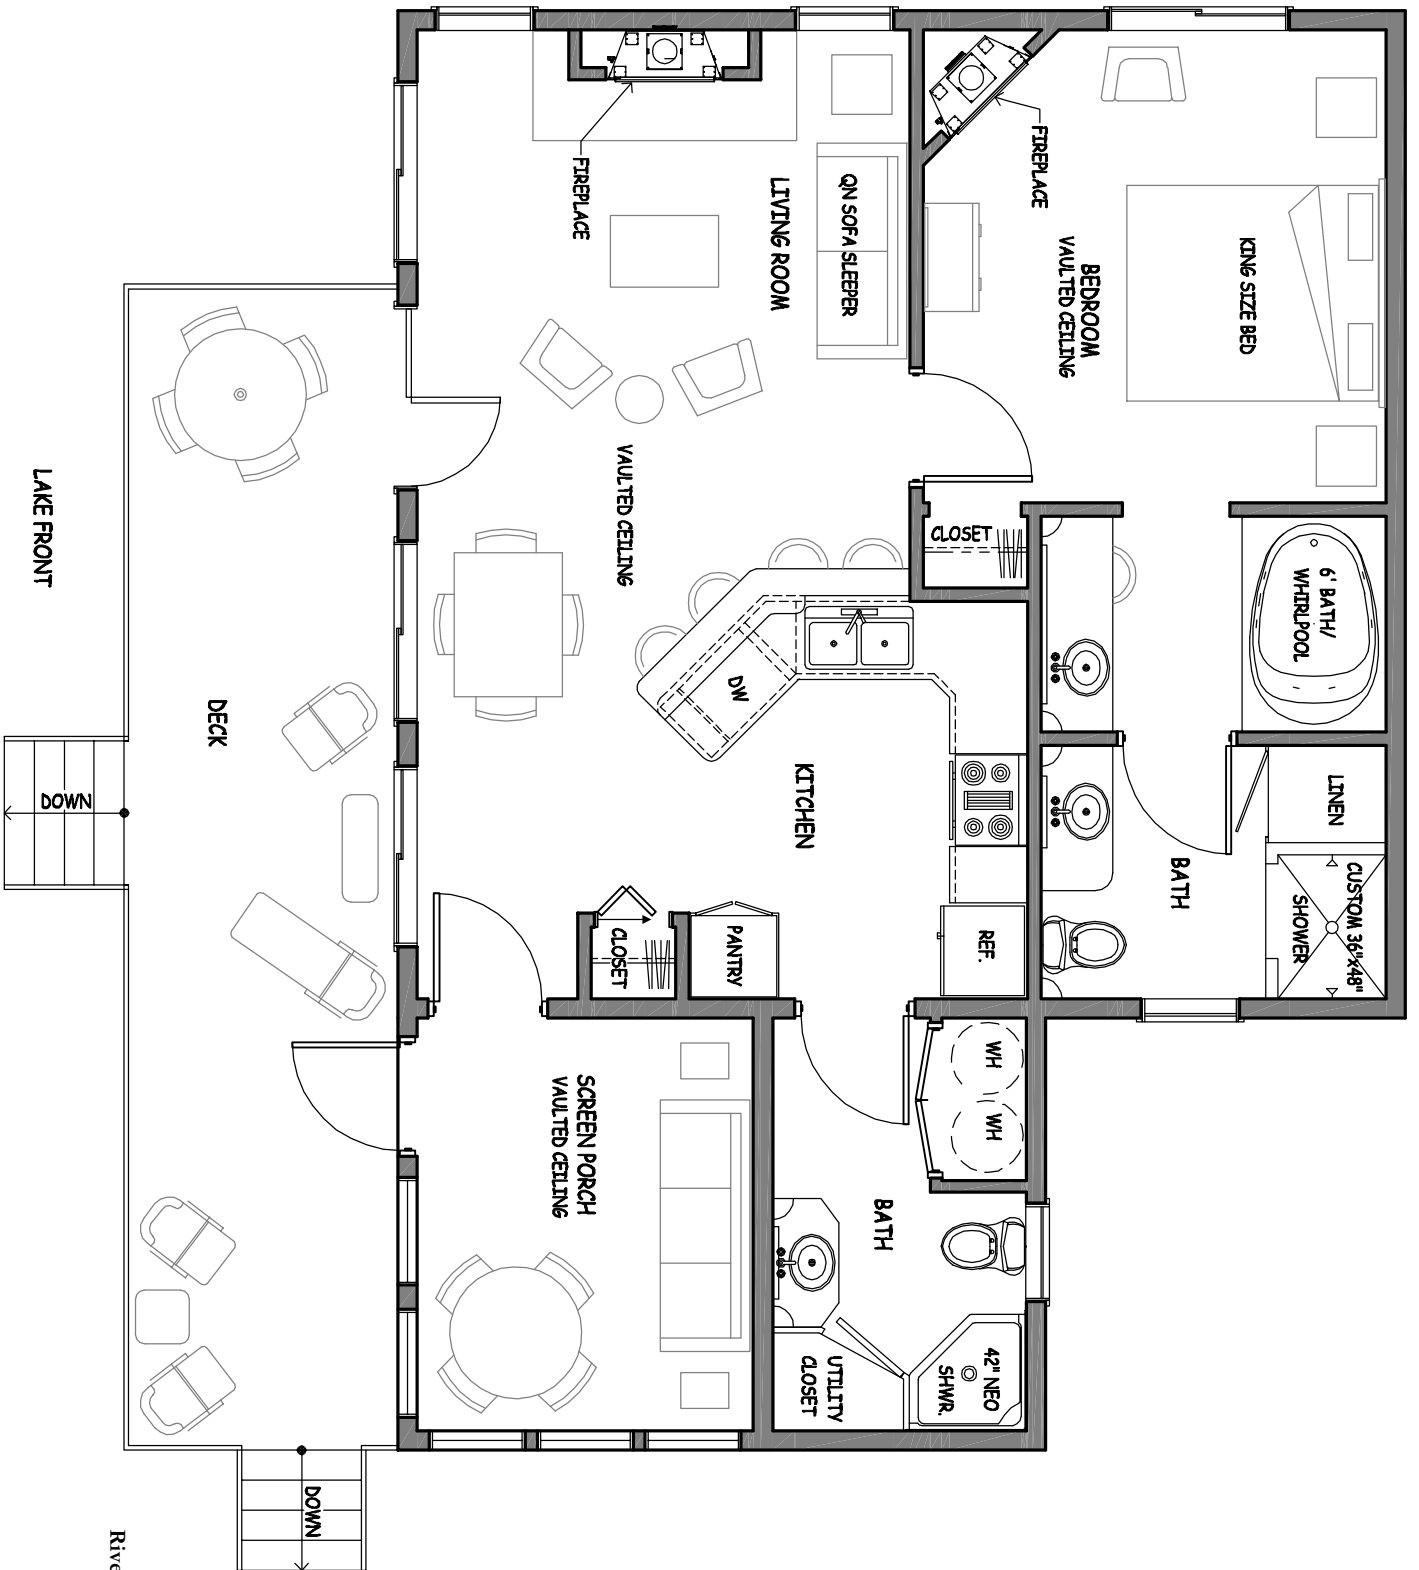 FIREPLACE
KING SIZE BED
BEDROOM
VAULTED CEILING
FIREPLACE
QN SOFA SLEEPER
LIVING ROOM
VAULTED CEILING
CLOSET
6' BATH/
WHIRLPOOL
LINEN
CUSTOM 36"x48"
SHOWER
BATH
DW
KITCHEN
REF.
PANTRY
CLOSET
WH
WH
BATH
42" NEO
SHWR.
UTILITY
CLOSET
SCREEN PORCH
VAULTED CEILING
DECK
LAKE FRONT
DOWN
DOWN